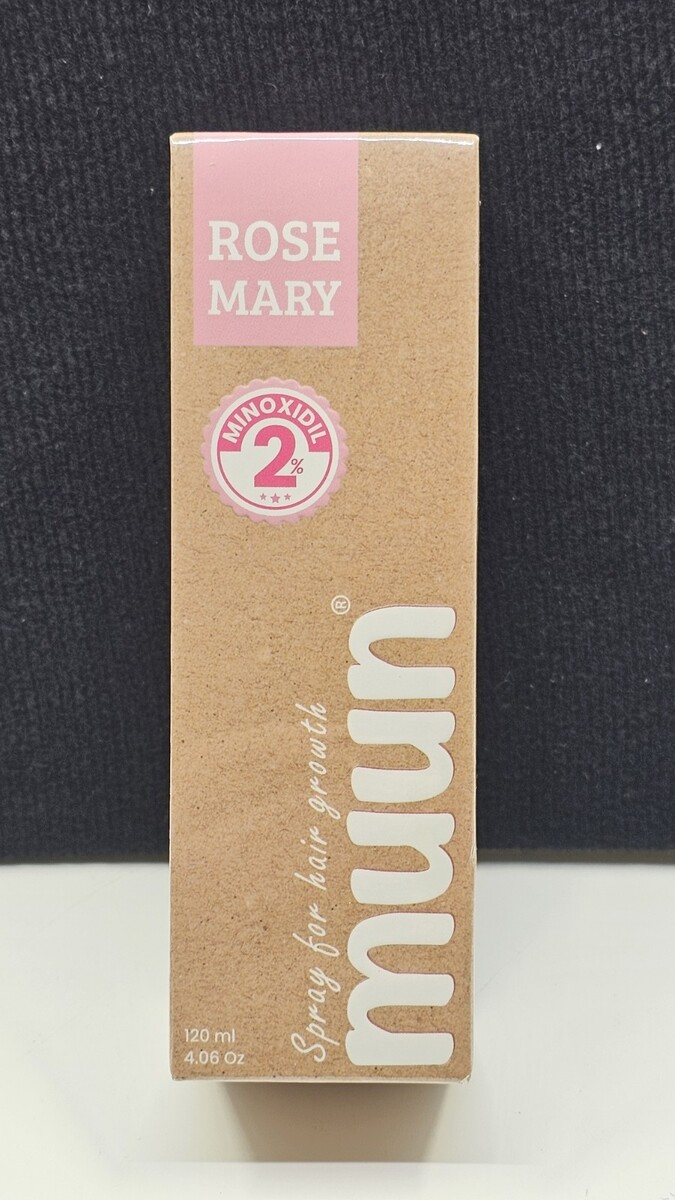 ROSE
MARY
MINOXIDIL
2%
muun®
Spray for hair growth
120 ml
4.06 Oz